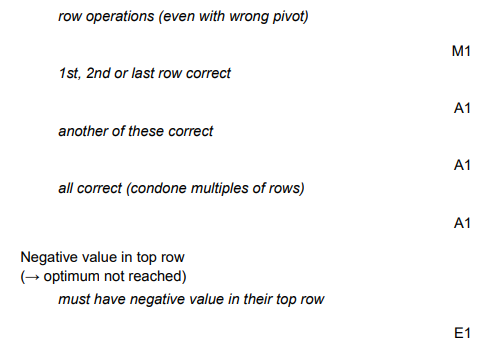 row operations (even with wrong pivot)
M1
1st, 2nd or last row correct
A1
another of these correct
A1
all correct (condone multiples of rows)
A1
Negative value in top row
(→ optimum not reached)
must have negative value in their top row
E1